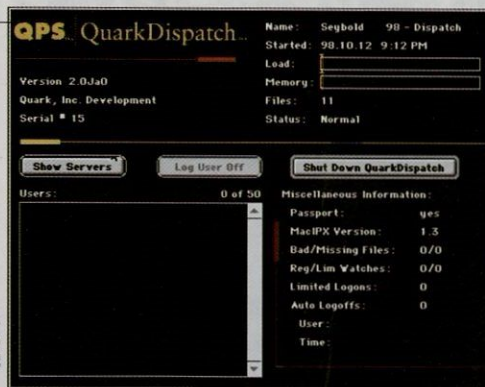 QPS™ QuarkDispatch™
Version 2.0Ja0
Quark, Inc. Development
Serial # 15
Name: Seybold 98 - Dispatch
Started: 98.10.12 9:12 PM
Load:
Memory:
Files: 11
Status: Normal
Show Servers
Log User Off
Shut Down QuarkDispatch
Users: 0 of 50
Miscellaneous Information:
Passport: yes
MacIPX Version: 1.3
Bad/Missing Files: 0/0
Reg/Lim Watches: 0/0
Limited Logons: 0
Auto Logoffs: 0
User:
Time: